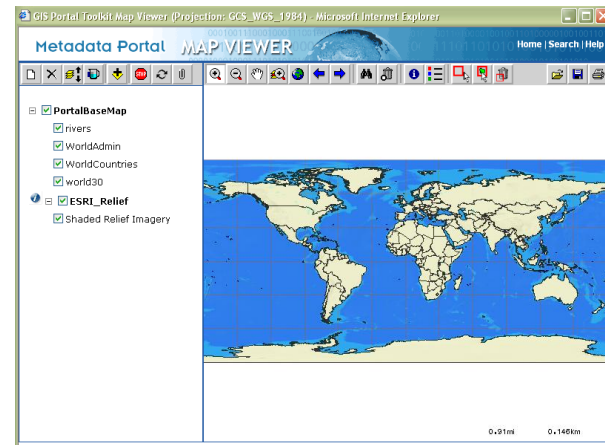 GIS Portal Toolkit Map Viewer (Projection: GCS_WGS_1984) - Microsoft Internet Explorer
Metadata Portal MAP VIEWER
Home | Search | Help
STOP
PortalBaseMap
rivers
WorldAdmin
WorldCountries
world30
ESRI_Relief
Shaded Relief Imagery
0.91mi 0.146km